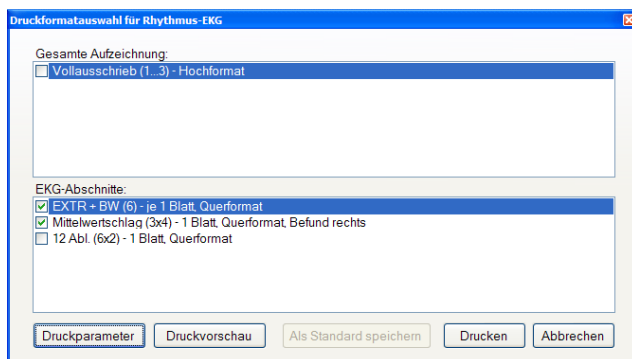 Druckformatauswahl für Rhythmus-EKG
Gesamte Aufzeichnung:
Vollausschrieb (1...3) - Hochformat
EKG-Abschnitte:
EXTR + BW (6) - je 1 Blatt, Querformat
Mittelwertschlag (3x4) - 1 Blatt, Querformat, Befund rechts
12 Abl. (6x2) - 1 Blatt, Querformat
Druckparameter Druckvorschau Als Standard speichern Drucken Abbrechen